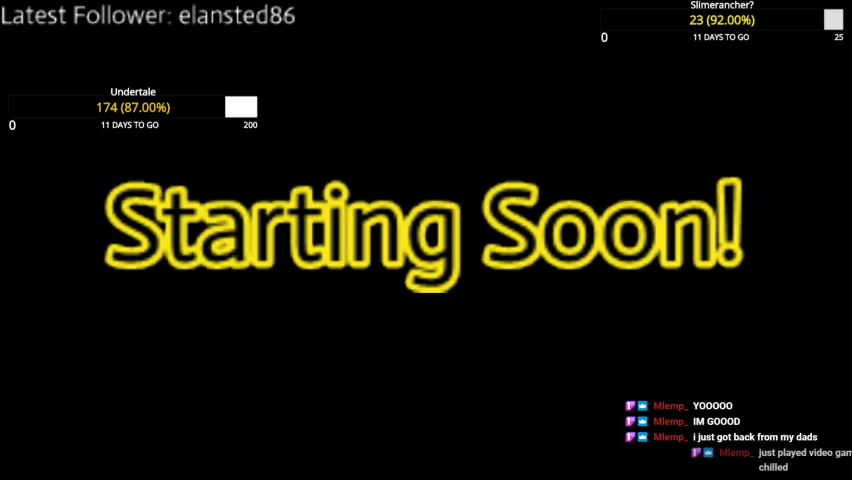 Latest Follower: elansted86
Slimerancher?
23 (92.00%)
0 11 DAYS TO GO 25
Undertale
174 (87.00%)
0 11 DAYS TO GO 200
Starting Soon!
Mlemp_ YOOOOO
Mlemp_ IM GOOOD
Mlemp_ i just got back from my dads
Mlemp_ just played video gam
chilled